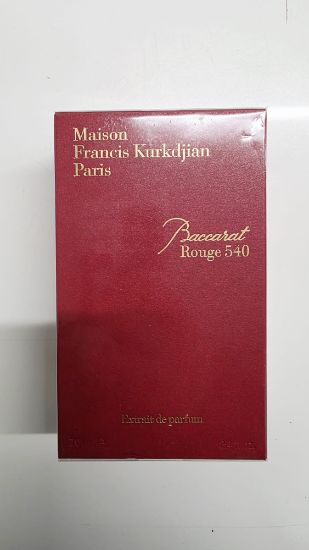 Maison
Francis Kurkdjian
Paris
Baccarat
Rouge 540
Extrait de parfum